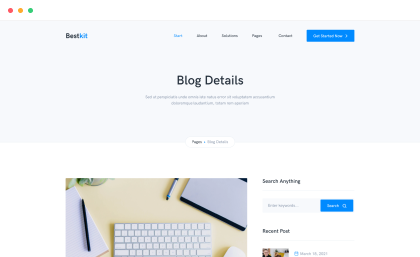 Bestkit
Start About Solutions Pages Contact Get Started Now
Blog Details
Sed ut perspiciatis unde omnis iste natus error sit voluptatem accusantium
doloremque laudantium, totam rem aperiam
Pages Blog Details
Search Anything
Enter Keywords... Search
Recent Post
March 10, 2021